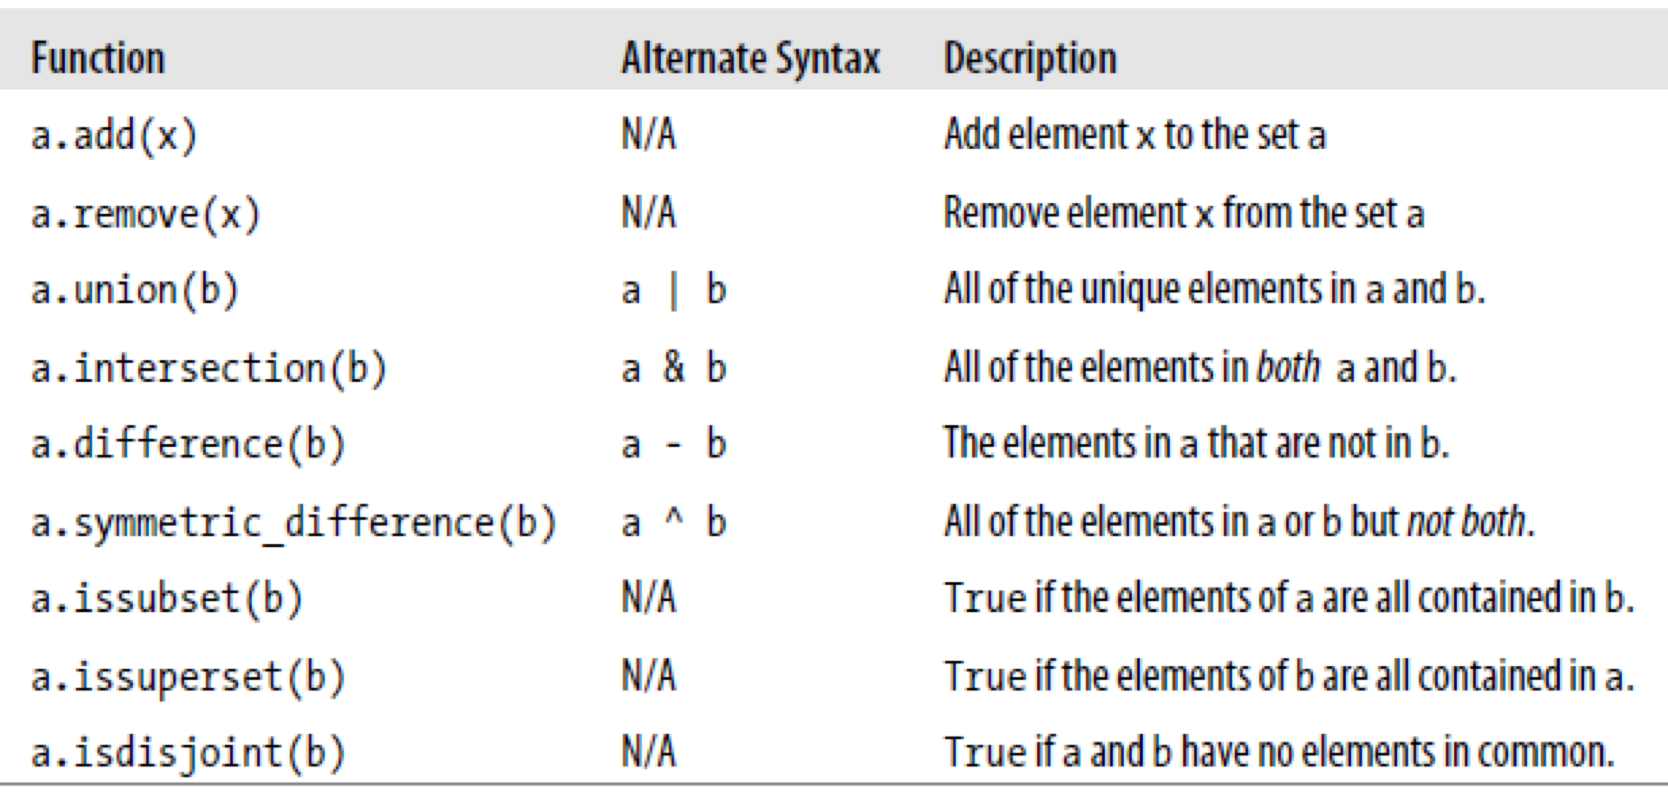 Function Alternate Syntax Description
a.add(x) N/A Add element x to the set a
a.remove(x) N/A Remove element x from the set a
a.union(b) a | b All of the unique elements in a and b.
a.intersection(b) a & b All of the elements in both a and b.
a.difference(b) a - b The elements in a that are not in b.
a.symmetric_difference(b) a ^ b All of the elements in a or b but not both.
a.issubset(b) N/A True if the elements of a are all contained in b.
a.issuperset(b) N/A True if the elements of b are all contained in a.
a.isdisjoint(b) N/A True if a and b have no elements in common.